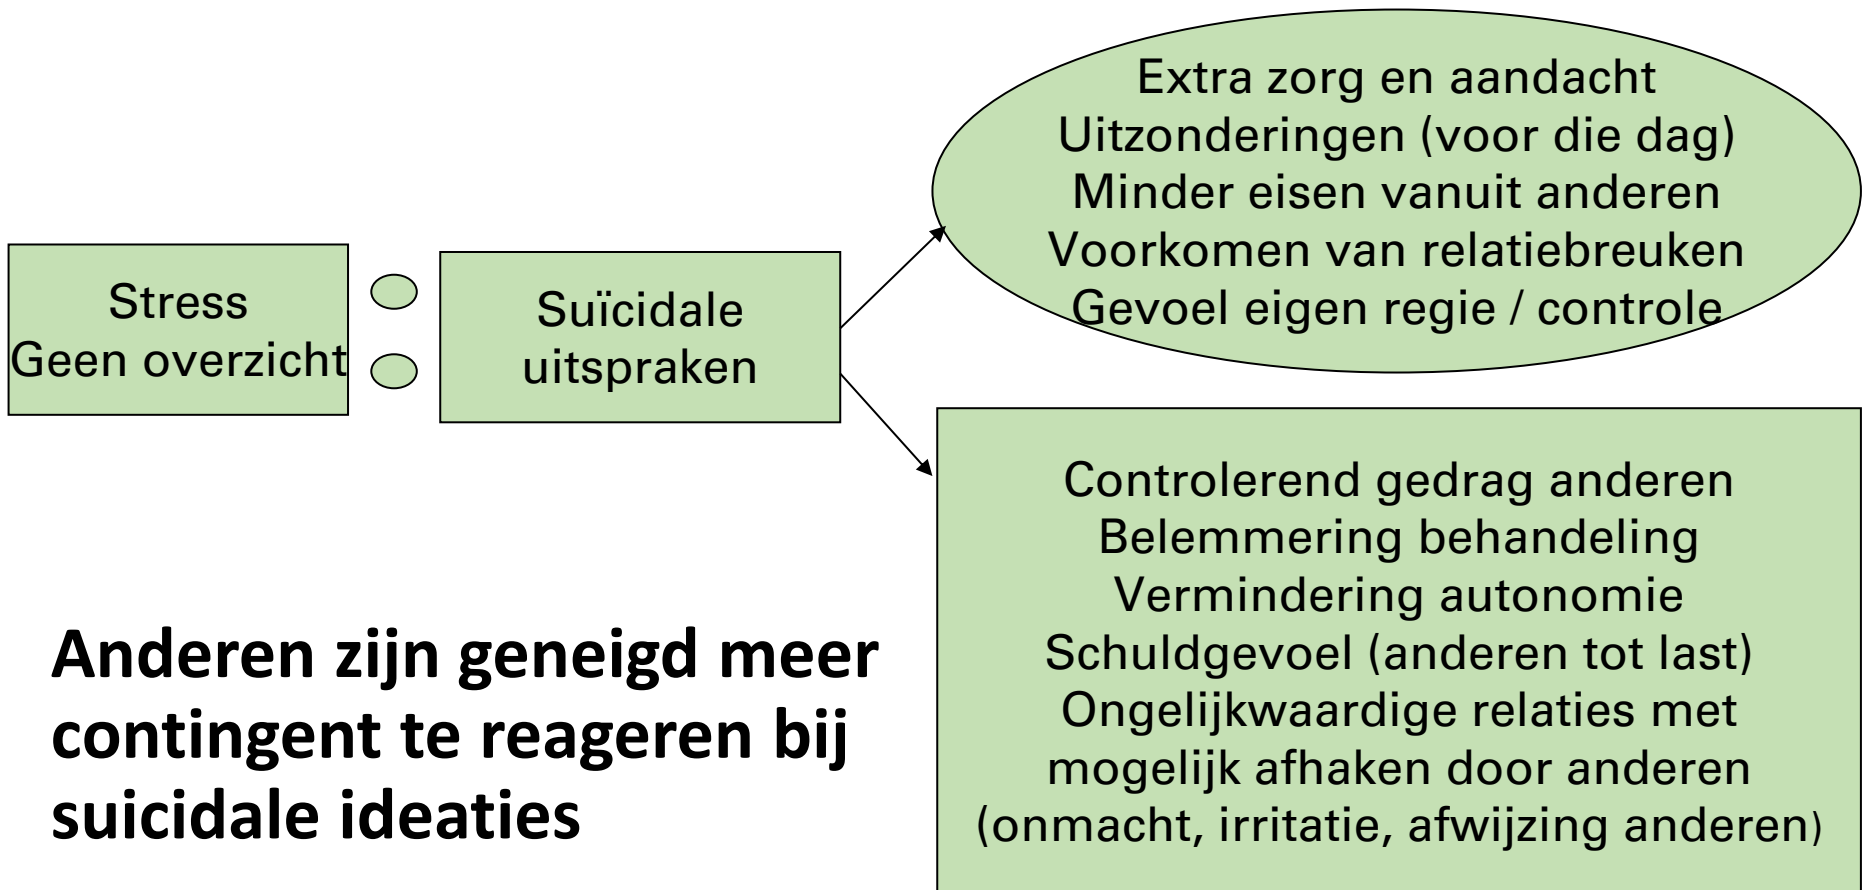 Extra zorg en aandacht
Uitzonderingen (voor die dag)
Minder eisen vanuit anderen
Voorkomen van relatiebreuken
Gevoel eigen regie / controle
Stress
Geen overzicht
Suïcidale
uitspraken
Controlerend gedrag anderen
Belemmering behandeling
Vermindering autonomie
Schuldgevoel (anderen tot last)
Ongelijkwaardige relaties met
mogelijk afhaken door anderen
(onmacht, irritatie, afwijzing anderen)
Anderen zijn geneigd meer
contingent te reageren bij
suicidale ideaties